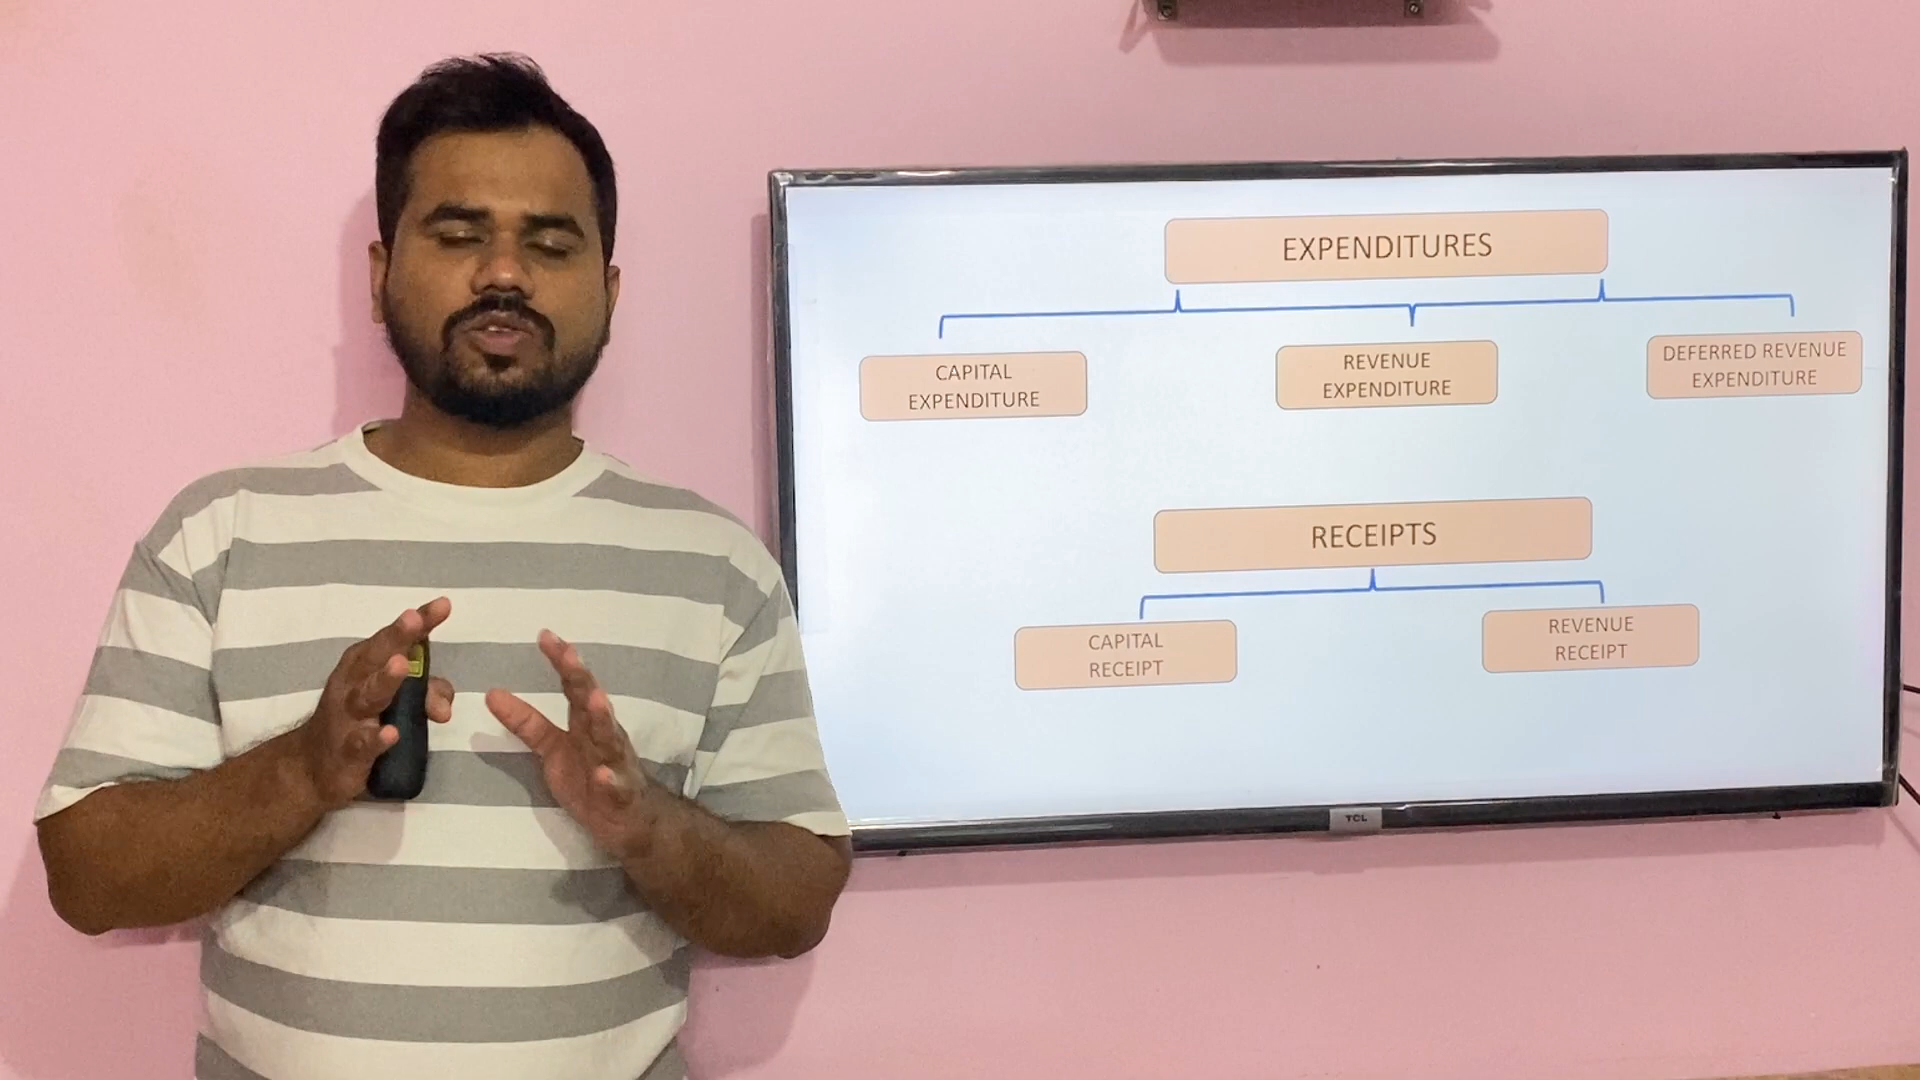 EXPENDITURES
CAPITAL
EXPENDITURE
REVENUE
EXPENDITURE
DEFERRED REVENUE
EXPENDITURE
RECEIPTS
CAPITAL
RECEIPT
REVENUE
RECEIPT
TCL